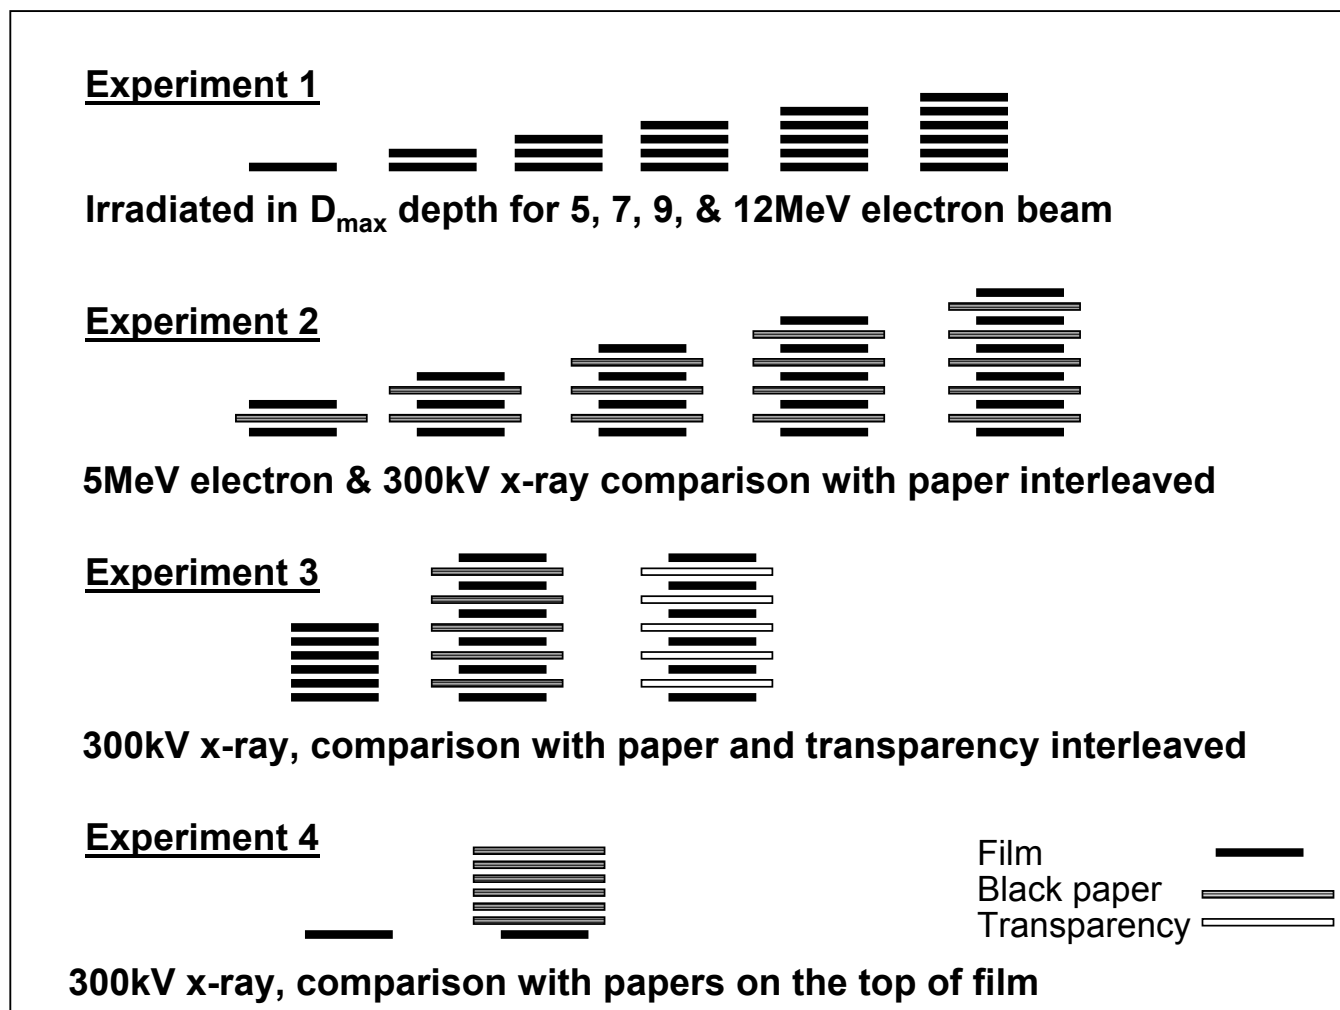 Experiment 1
Irradiated in Dmax depth for 5, 7, 9, & 12MeV electron beam
Experiment 2
5MeV electron & 300kV x-ray comparison with paper interleaved
Experiment 3
300kV x-ray, comparison with paper and transparency interleaved
Experiment 4
Film
Black paper
Transparency
300kV x-ray, comparison with papers on the top of film